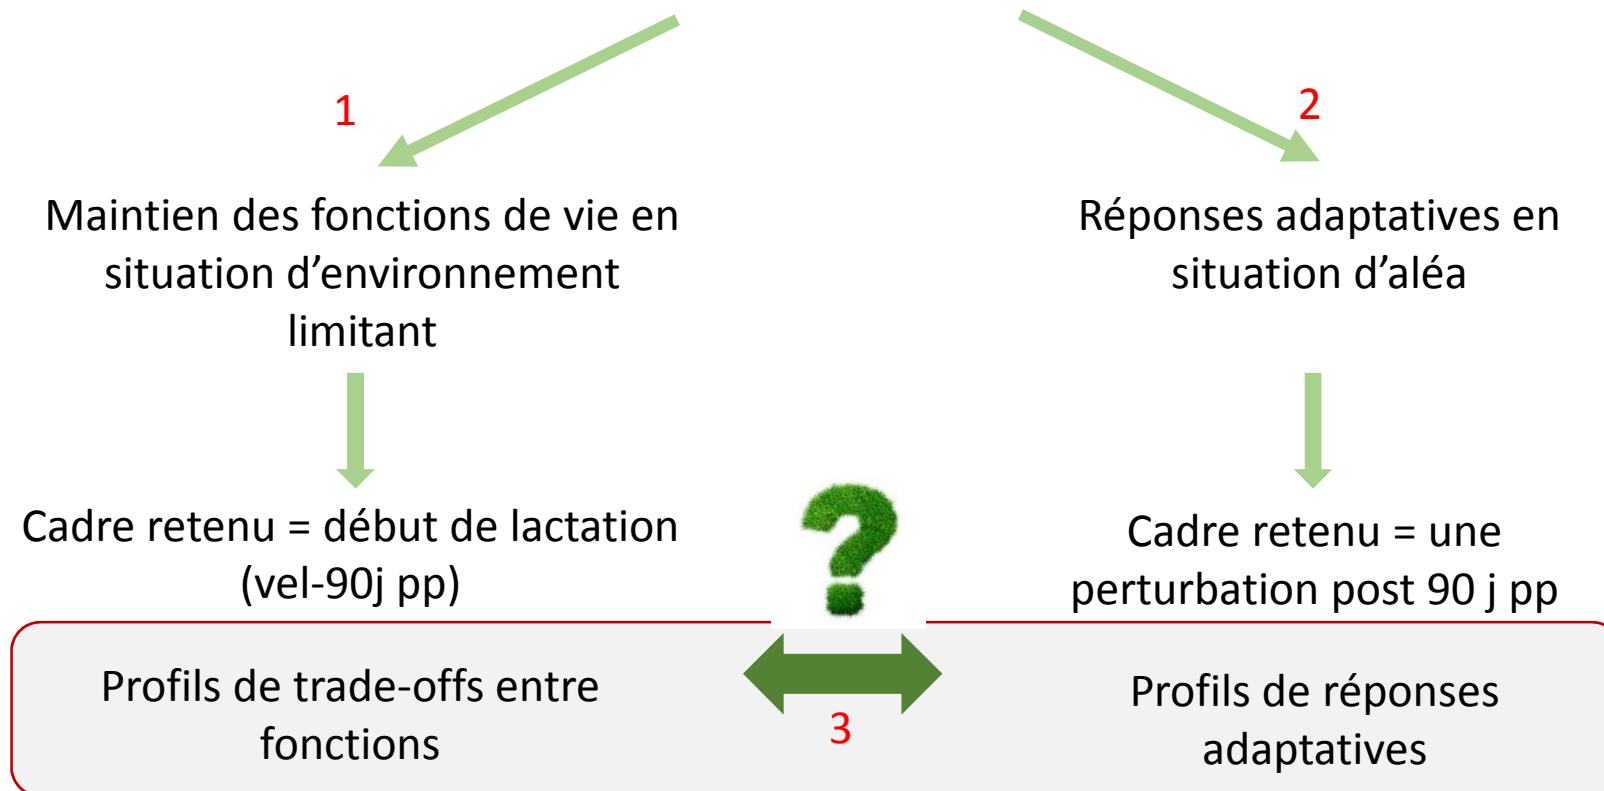 1
2
Maintien des fonctions de vie en
situation d’environnement
limitant
Réponses adaptatives en
situation d’aléa
Cadre retenu = début de lactation
(vel-90j pp)
Cadre retenu = une
perturbation post 90 j pp
?
Profils de trade-offs entre
fonctions
3
Profils de réponses
adaptatives